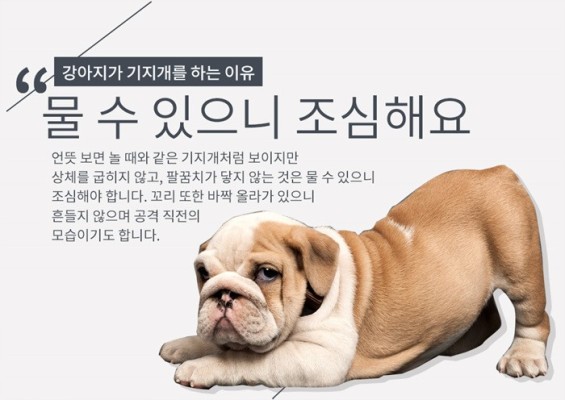 강아지가 기지개를 하는 이유
물 수 있으니 조심해요
언뜻 보면 놀 때와 같은 기지개처럼 보이지만
상체를 굽히지 않고, 팔꿈치가 닿지 않는 것은 물 수 있으니
조심해야 합니다. 꼬리 또한 바짝 올라가 있으니
흔들지 않으며 공격 직전의
모습이기도 합니다.